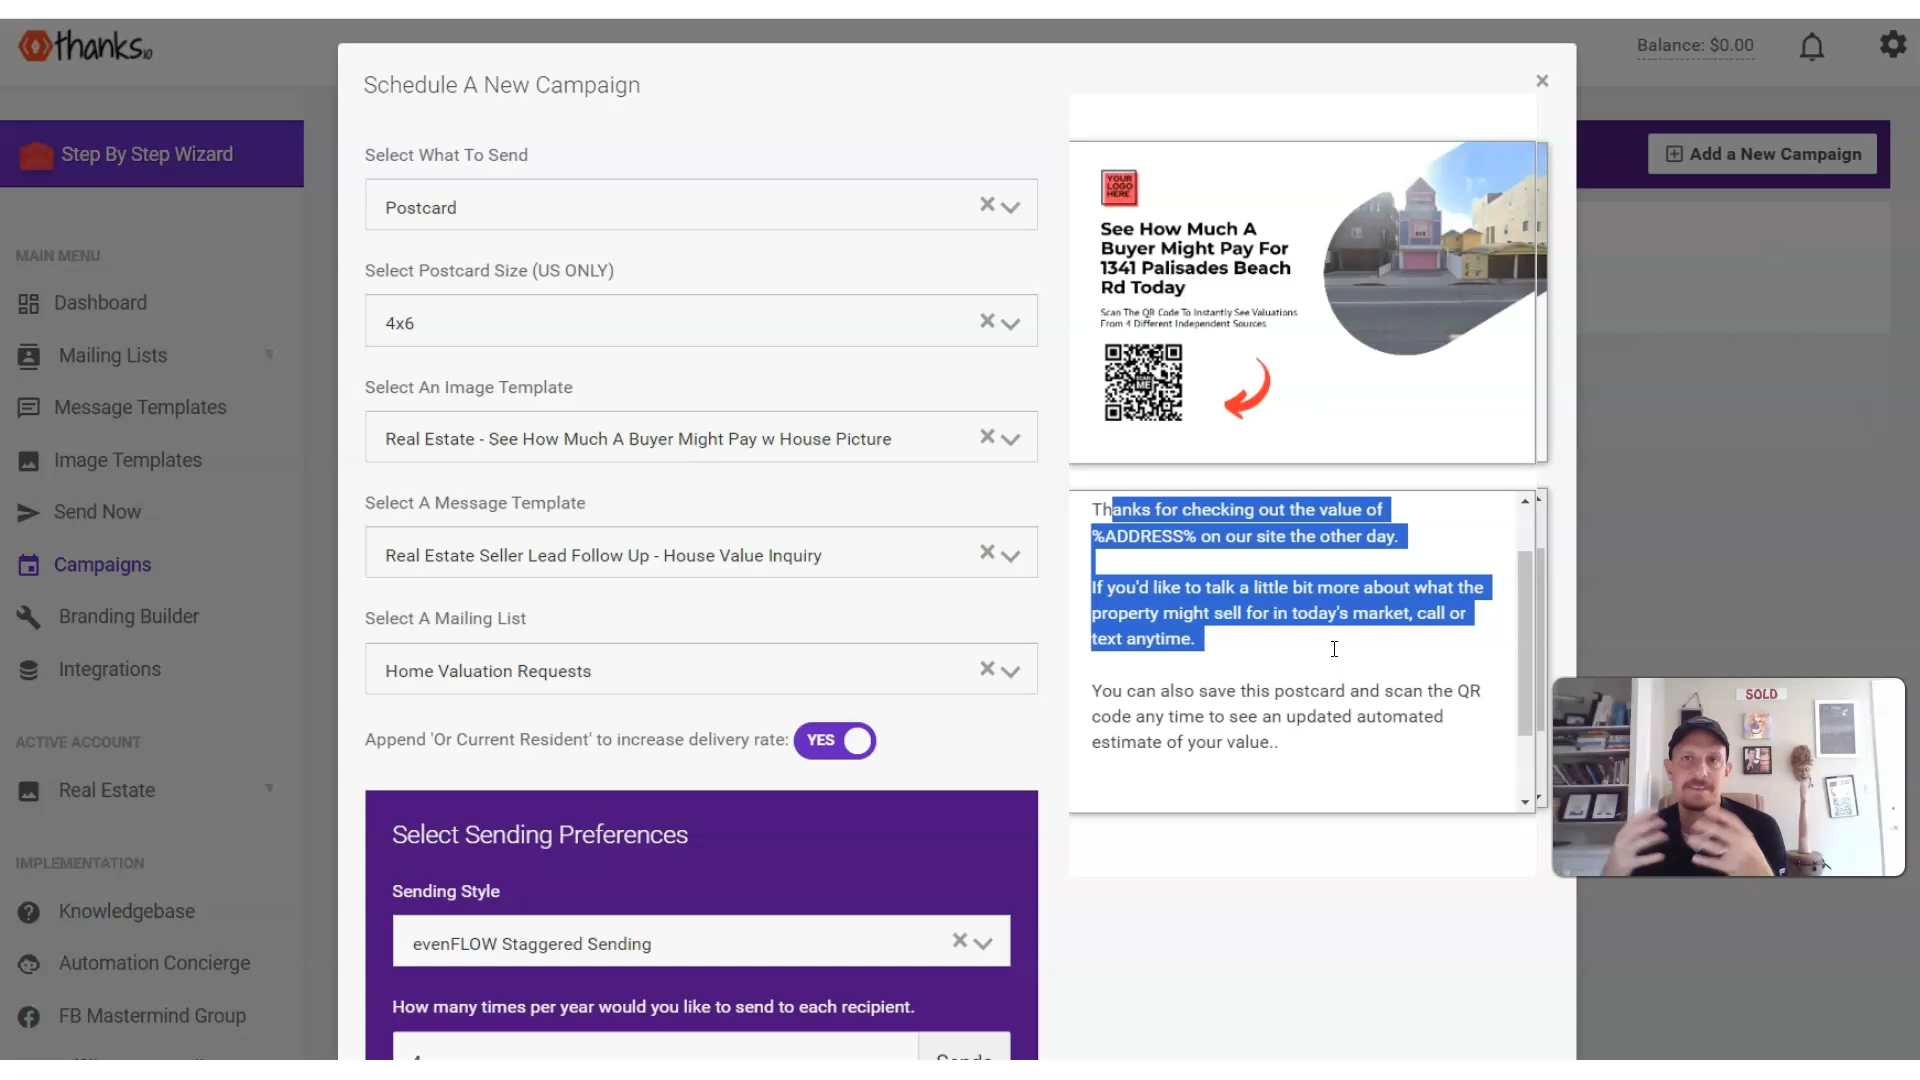 thanks.io
Balance: $0.00
Step By Step Wizard
MAIN MENU
Dashboard
Mailing Lists
Message Templates
Image Templates
Send Now
Campaigns
Branding Builder
Integrations
ACTIVE ACCOUNT
Real Estate
IMPLEMENTATION
Knowledgebase
Automation Concierge
FB Mastermind Group
Schedule A New Campaign
Select What To Send
Postcard
Select Postcard Size (US ONLY)
4x6
Select An Image Template
Real Estate - See How Much A Buyer Might Pay w House Picture
Select A Message Template
Real Estate Seller Lead Follow Up - House Value Inquiry
Select A Mailing List
Home Valuation Requests
Append 'Or Current Resident' to increase delivery rate: YES
Select Sending Preferences
Sending Style
evenFLOW Staggered Sending
How many times per year would you like to send to each recipient.
YOUR
LOGO
HERE
See How Much A
Buyer Might Pay For
1341 Palisades Beach
Rd Today
Scan The QR Code To Instantly See Valuations
From 4 Different Independent Sources
Thanks for checking out the value of
%ADDRESS% on our site the other day.
If you'd like to talk a little bit more about what the
property might sell for in today's market, call or
text anytime.
You can also save this postcard and scan the QR
code any time to see an updated automated
estimate of your value..
Add a New Campaign
SOLD